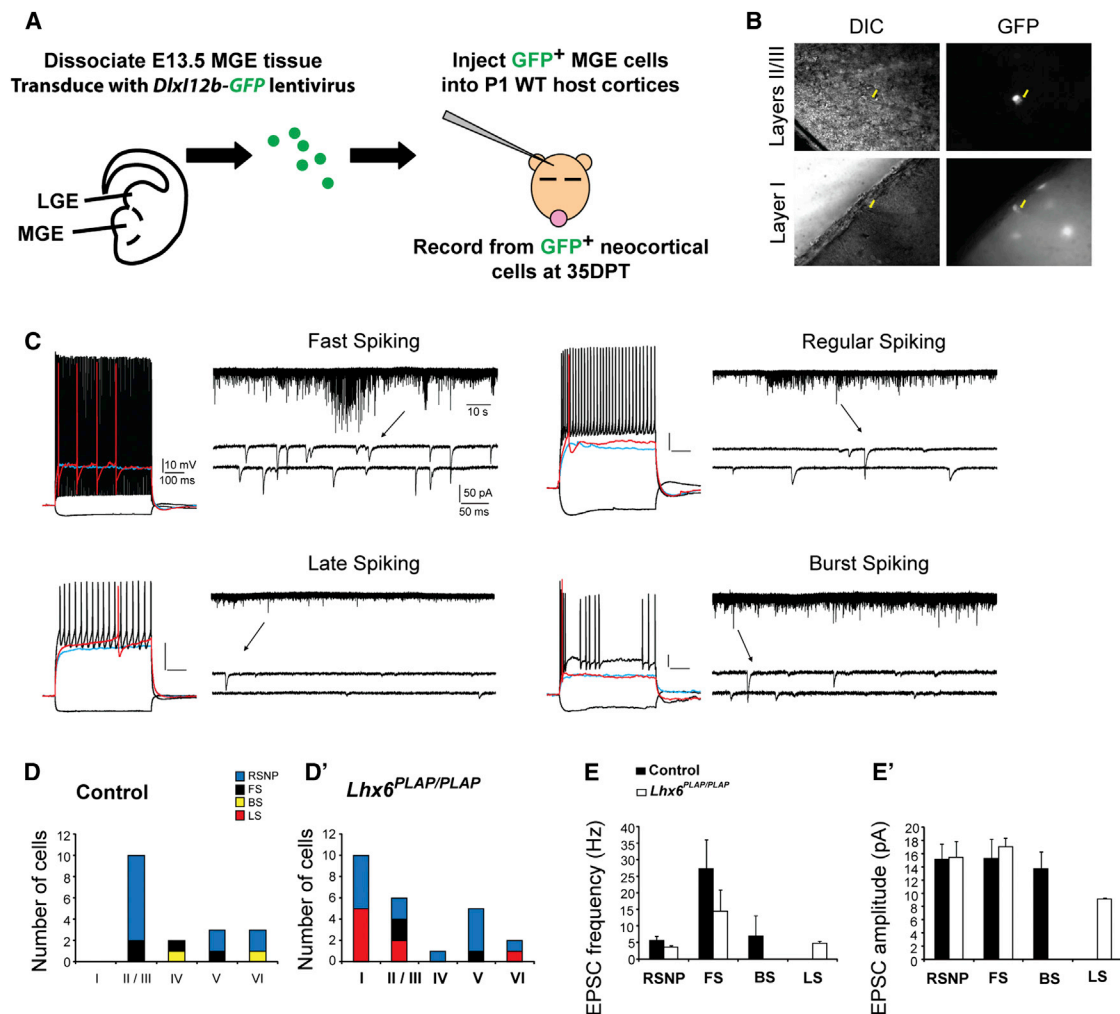 A
Dissociate E13.5 MGE tissue
Transduce with DlxI12b-GFP lentivirus
LGE
MGE
Inject GFP+ MGE cells
into P1 WT host cortices
Record from GFP+ neocortical
cells at 35DPT
B
DIC
GFP
Layers II/III
Layer I
C
Fast Spiking
10 s
10 mV
100 ms
50 pA
50 ms
Regular Spiking
Late Spiking
Burst Spiking
D
Control
RSNP
FS
BS
LS
Number of cells
12
10
8
6
4
2
0
I
II / III
IV
V
VI
D'
Lhx6PLAP/PLAP
Number of cells
12
10
8
6
4
2
0
I
II / III
IV
V
VI
E
Control
Lhx6PLAP/PLAP
EPSC frequency (Hz)
40
35
30
25
20
15
10
5
0
RSNP
FS
BS
LS
E'
EPSC amplitude (pA)
20
18
16
14
12
10
8
6
4
2
0
RSNP
FS
BS
LS